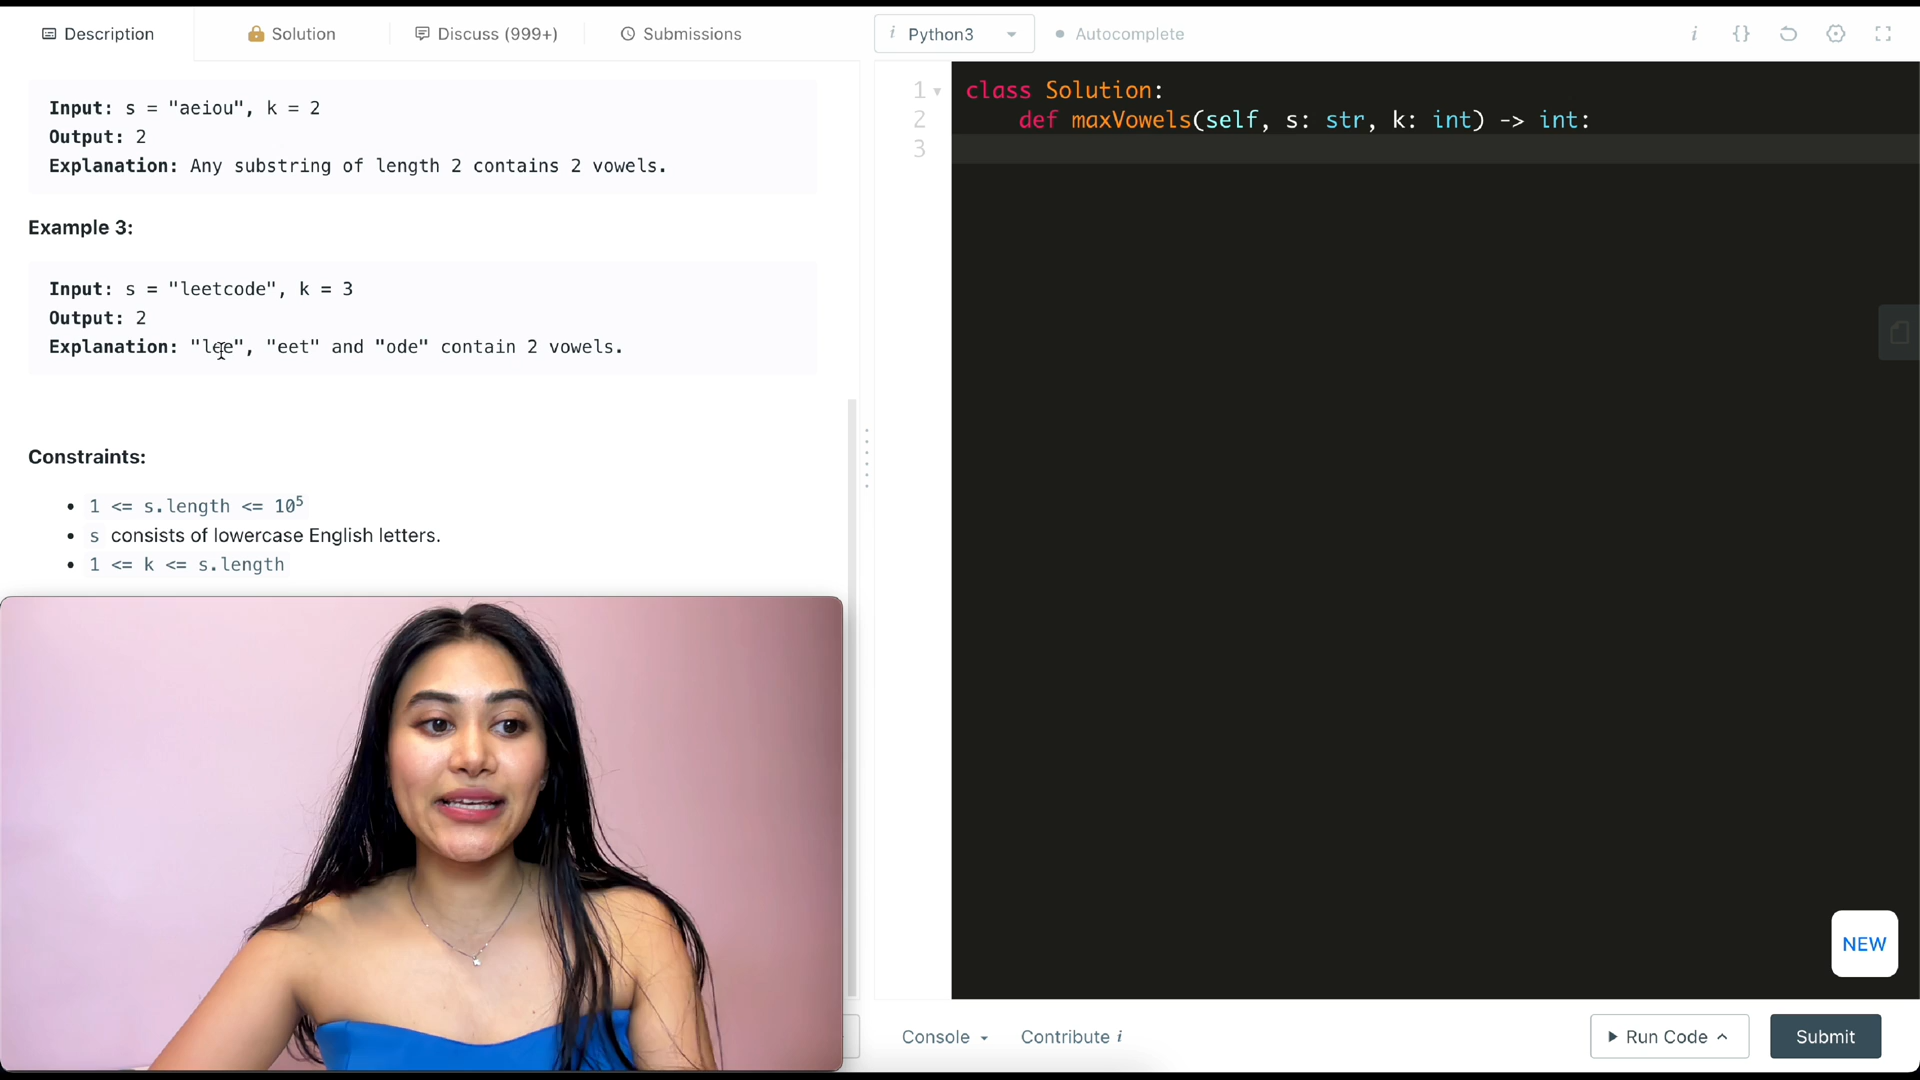 Description
Solution
Discuss (999+)
Submissions
i Python3
Autocomplete
i {}
Input: s = "aeiou", k = 2
Output: 2
Explanation: Any substring of length 2 contains 2 vowels.
Example 3:
Input: s = "leetcode", k = 3
Output: 2
Explanation: "lee", "eet" and "ode" contain 2 vowels.
Constraints:
• 1 <= s.length <= 10⁵
• s consists of lowercase English letters.
• 1 <= k <= s.length
1 class Solution:
2 def maxVowels(self, s: str, k: int) -> int:
3
NEW
Console
Contribute i
Run Code
Submit